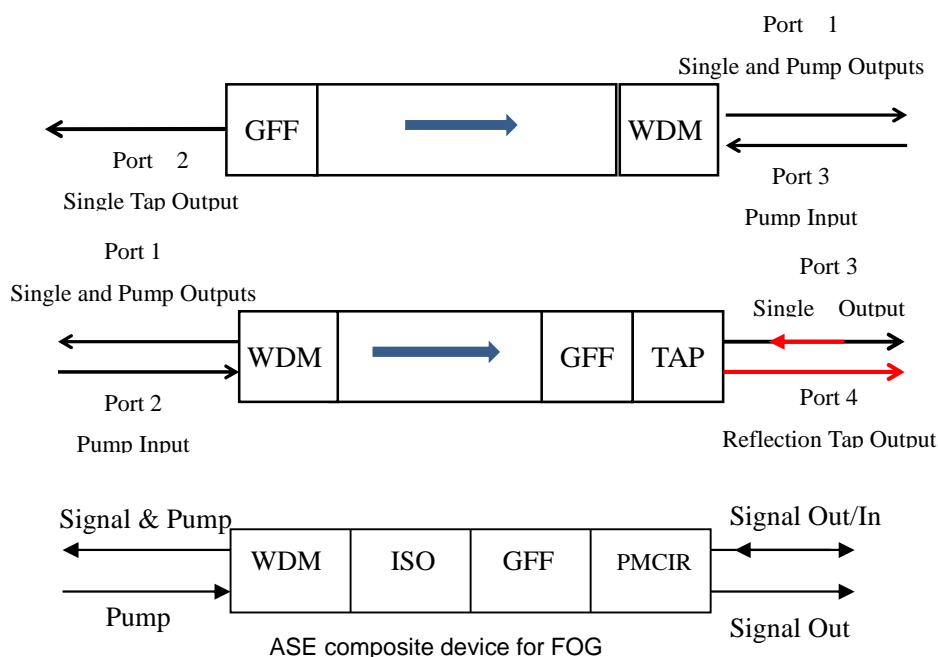 Port 1
Single and Pump Outputs
GFF
WDM
Port 2
Single Tap Output
Port 3
Pump Input
Port 1
Single and Pump Outputs
Port 3
Single Output
WDM
GFF
TAP
Port 2
Pump Input
Port 4
Reflection Tap Output
Signal & Pump
Signal Out/In
WDM
ISO
GFF
PMCIR
Pump
Signal Out
ASE composite device for FOG